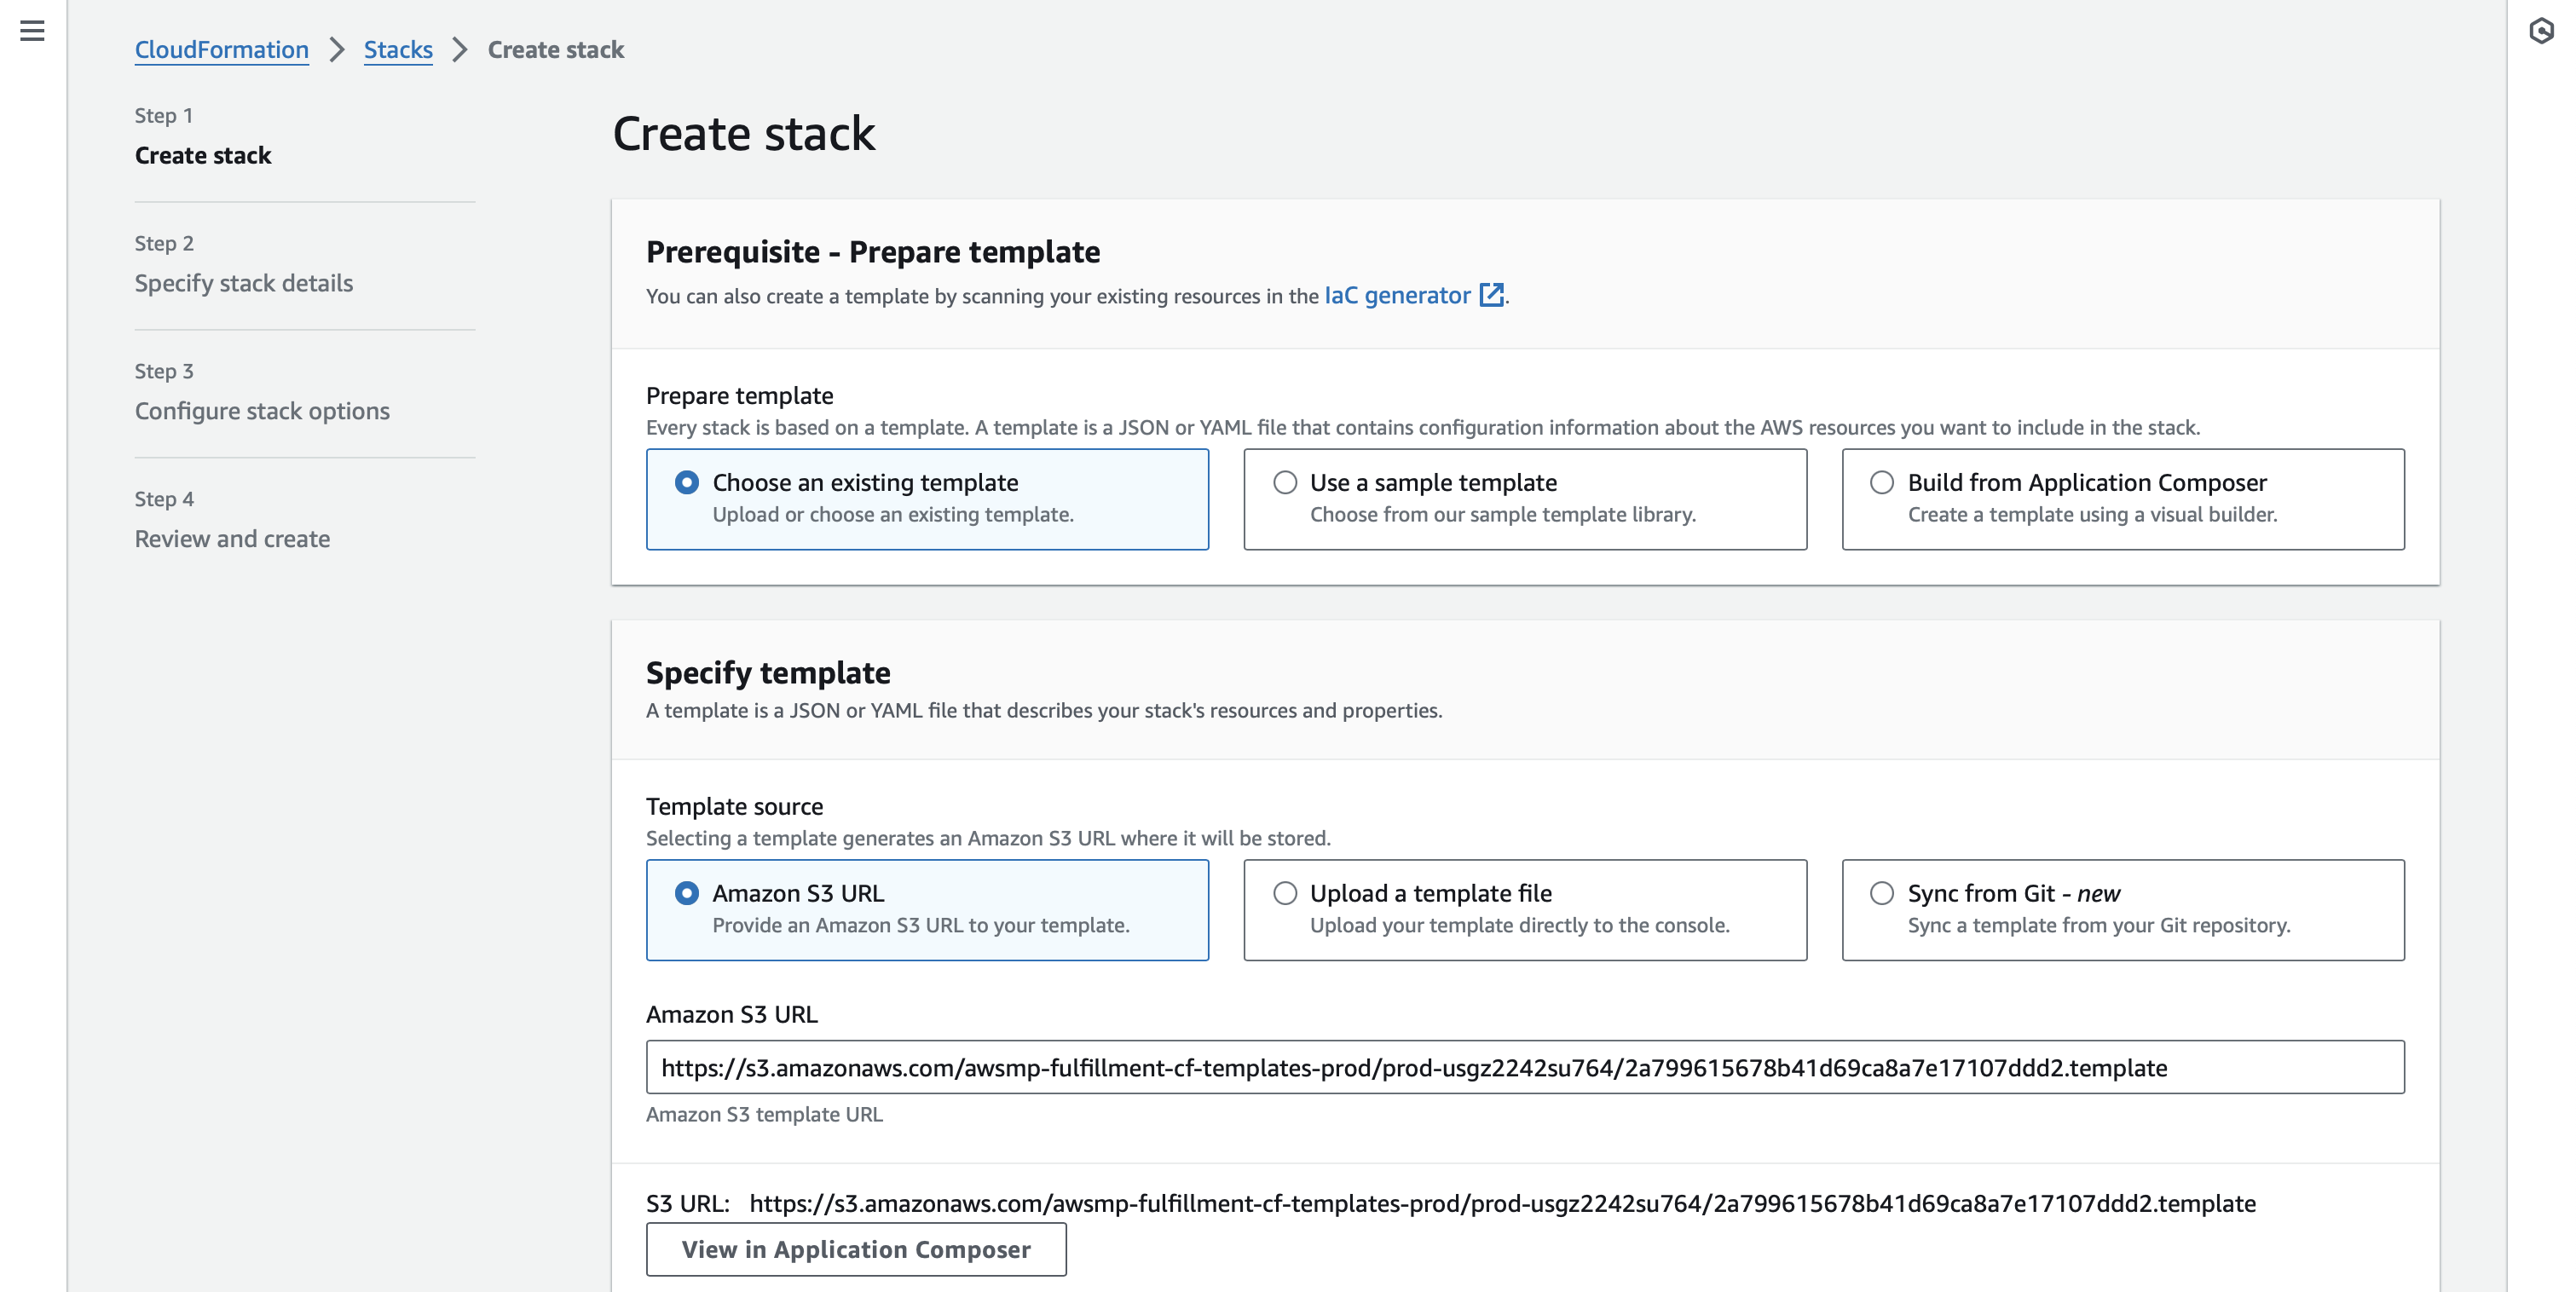 CloudFormation > Stacks > Create stack
Step 1
Create stack
Step 2
Specify stack details
Step 3
Configure stack options
Step 4
Review and create
Create stack
Prerequisite - Prepare template
You can also create a template by scanning your existing resources in the IaC generator.
Prepare template
Every stack is based on a template. A template is a JSON or YAML file that contains configuration information about the AWS resources you want to include in the stack.
Choose an existing template
Upload or choose an existing template.
Use a sample template
Choose from our sample template library.
Build from Application Composer
Create a template using a visual builder.
Specify template
A template is a JSON or YAML file that describes your stack's resources and properties.
Template source
Selecting a template generates an Amazon S3 URL where it will be stored.
Amazon S3 URL
Provide an Amazon S3 URL to your template.
Upload a template file
Upload your template directly to the console.
Sync from Git - new
Sync a template from your Git repository.
Amazon S3 URL
https://s3.amazonaws.com/awsmp-fulfillment-cf-templates-prod/prod-usgz2242su764/2a799615678b41d69ca8a7e17107ddd2.template
Amazon S3 template URL
S3 URL: https://s3.amazonaws.com/awsmp-fulfillment-cf-templates-prod/prod-usgz2242su764/2a799615678b41d69ca8a7e17107ddd2.template
View in Application Composer